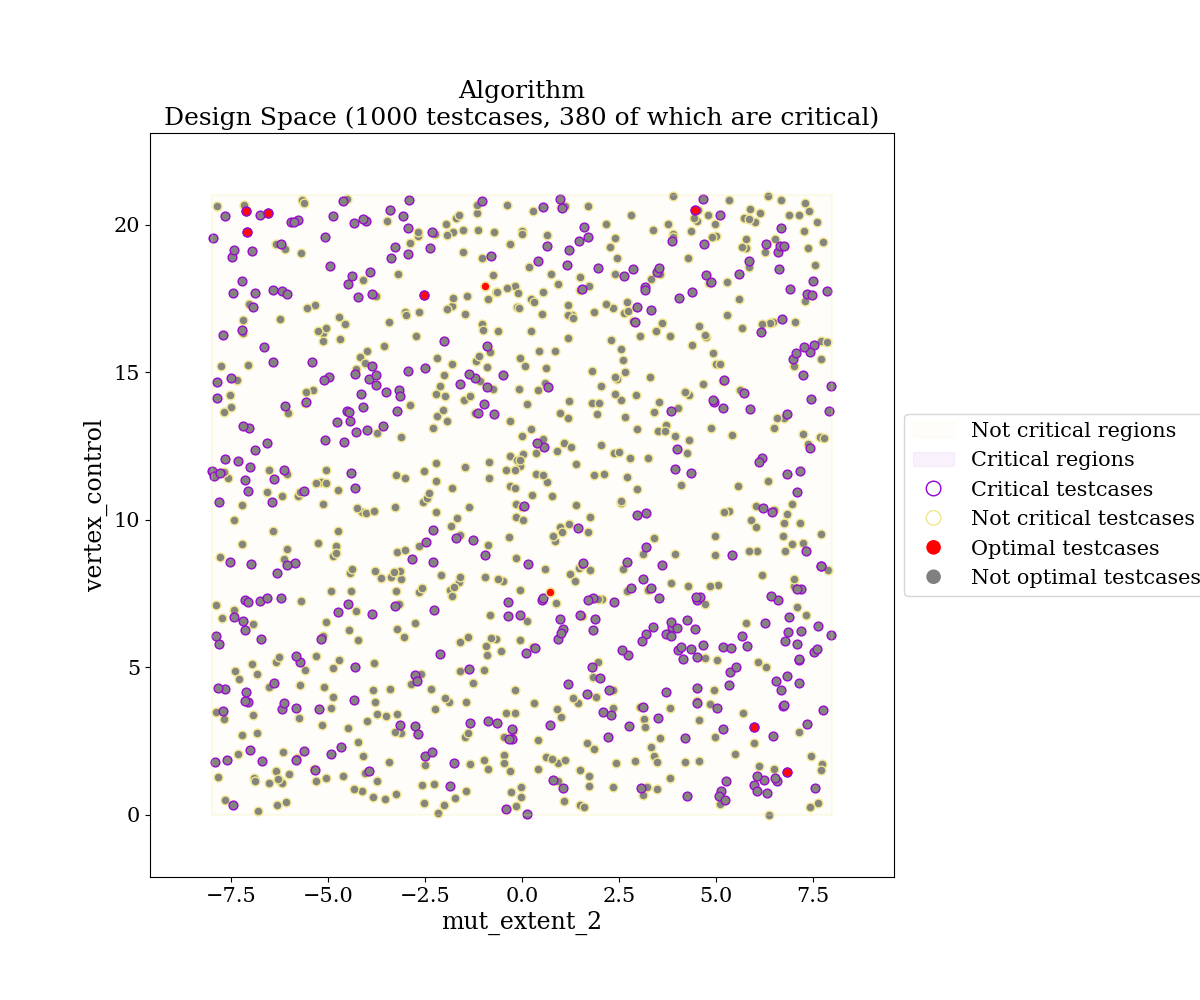 Algorithm
Design Space (1000 testcases, 380 of which are critical)
20
15
10
5
0
vertex_control
−7.5
−5.0
−2.5
0.0
2.5
5.0
7.5
mut_extent_2
Not critical regions
Critical regions
Critical testcases
Not critical testcases
Optimal testcases
Not optimal testcases